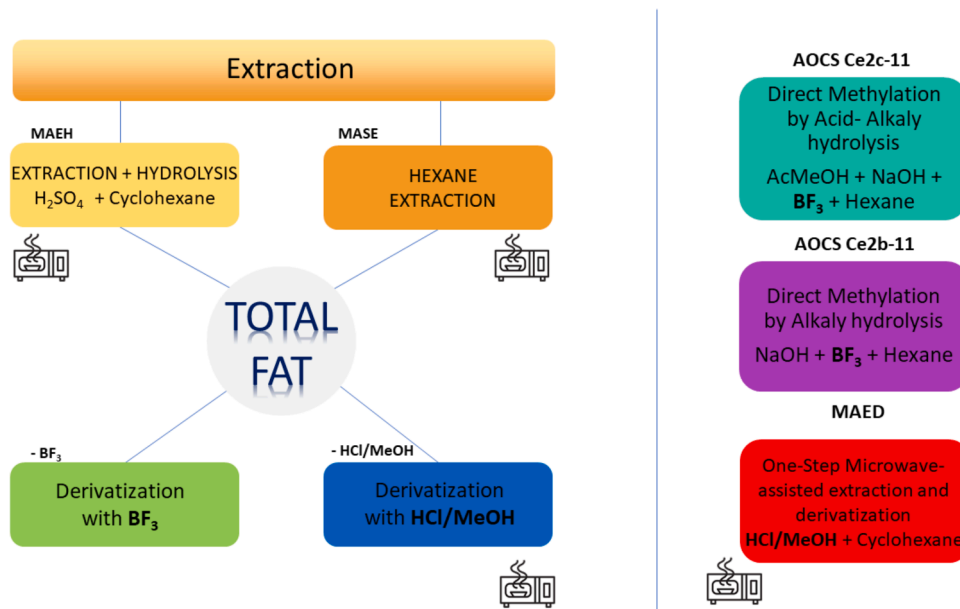 Extraction
MAEH
EXTRACTION + HYDROLYSIS
H₂SO₄ + Cyclohexane
MASE
HEXANE
EXTRACTION
TOTAL
FAT
- BF₃
Derivatization
with BF₃
- HCl/MeOH
Derivatization
with HCl/MeOH
AOCS Ce2c-11
Direct Methylation
by Acid- Alkaly
hydrolysis
AcMeOH + NaOH +
BF₃ + Hexane
AOCS Ce2b-11
Direct Methylation
by Alkaly hydrolysis
NaOH + BF₃ + Hexane
MAED
One-Step Microwave-
assisted extraction and
derivatization
HCl/MeOH + Cyclohexane